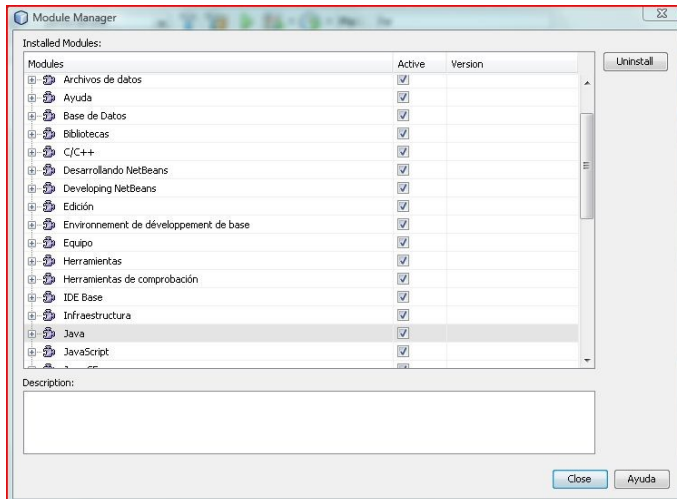 Module Manager
Installed Modules:
Modules Active Version
Uninstall
Archivos de datos
Ayuda
Base de Datos
Bibliotecas
C/C++
Desarrollando NetBeans
Developing NetBeans
Edición
Environnement de développement de base
Equipo
Herramientas
Herramientas de comprobación
IDE Base
Infraestructura
Java
JavaScript
Description:
Close Ayuda